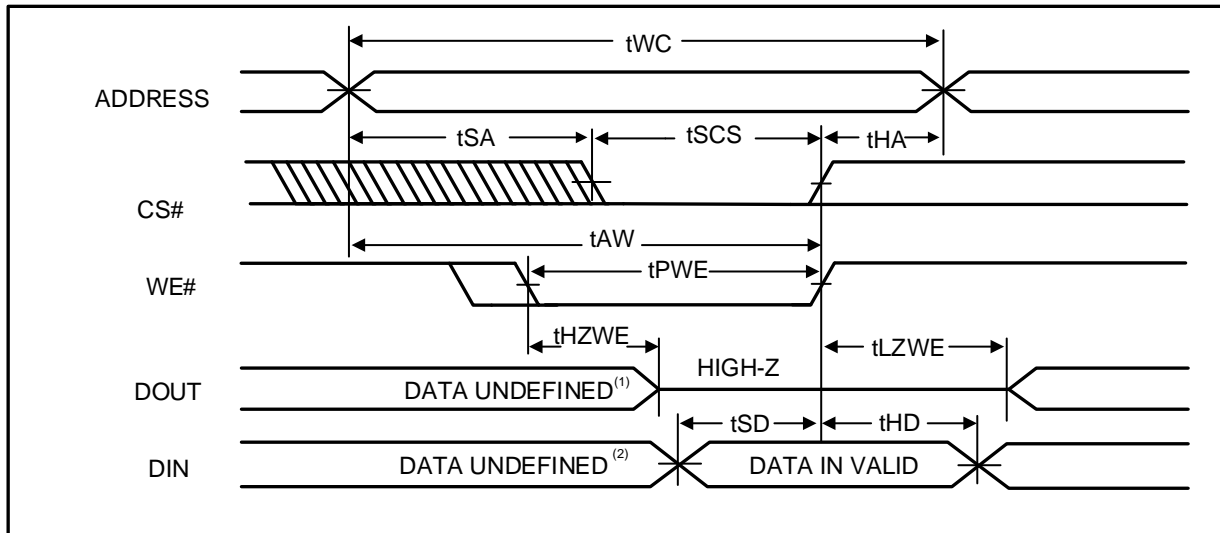 tWC
ADDRESS
tSA
tSCS
tHA
CS#
tAW
tPWE
WE#
tHZWE
tLZWE
HIGH-Z
DOUT
DATA UNDEFINED(1)
tSD
tHD
DIN
DATA UNDEFINED (2)
DATA IN VALID